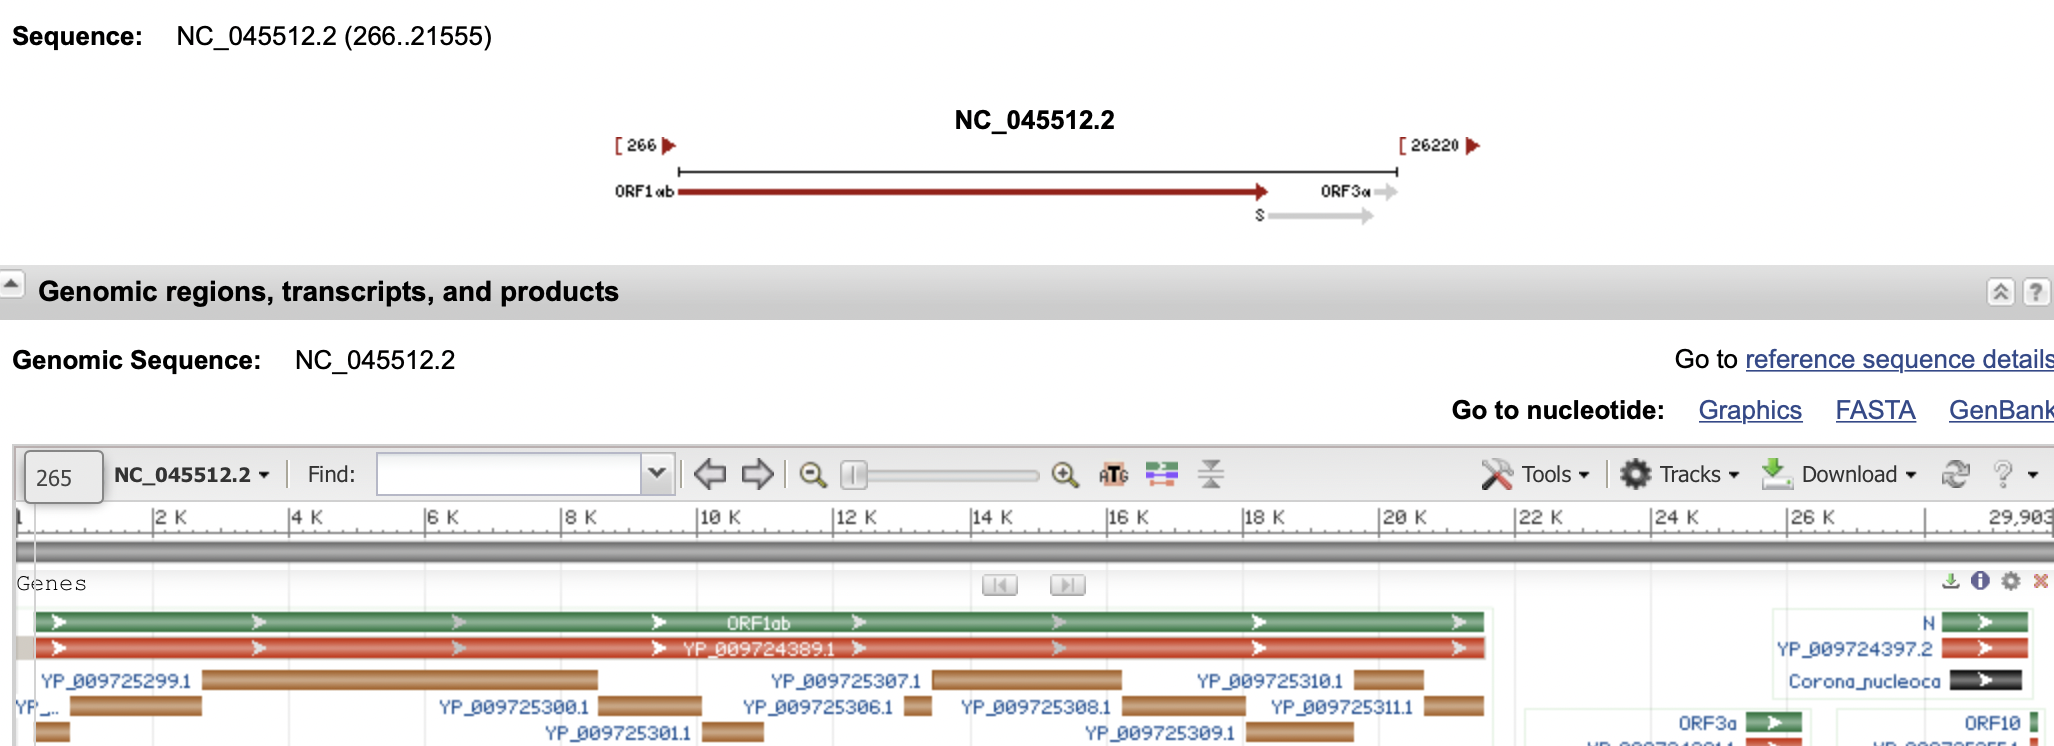 Sequence: NC_045512.2 (266..21555)
NC_045512.2
[ 266 [ 26220
ORF1ab ORF3a
S
Genomic regions, transcripts, and products ?
Genomic Sequence: NC_045512.2 Go to reference sequence details
Go to nucleotide: Graphics FASTA GenBank
265 NC_045512.2 Find: ATG Tools Tracks Download ?
1 2 K 4 K 6 K 8 K 10 K 12 K 14 K 16 K 18 K 20 K 22 K 24 K 26 K 29,903
Genes
ORF1ab N
YP_009724389.1 YP_009724397.2
YP_009725299.1 YP_009725307.1 YP_009725310.1 Corona_nucleoca
YP_… YP_009725300.1 YP_009725306.1 YP_009725308.1 YP_009725311.1 ORF3a ORF10
YP_009725301.1 YP_009725309.1